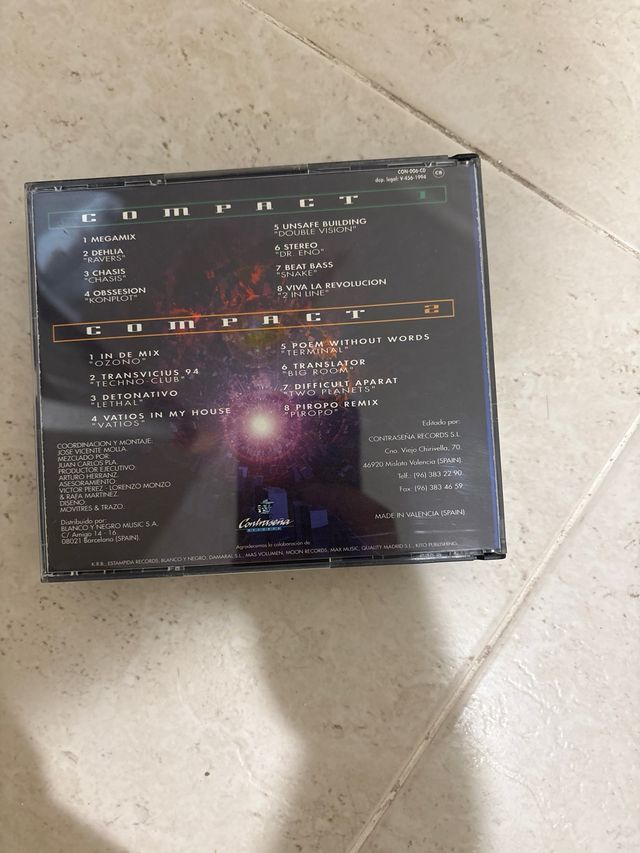 CON-006-CD
dep. legal: V-456-1994
CB
COMPACT 1
1 MEGAMIX
2 DEHLIA
"RAVERS"
3 CHASIS
"CHASIS"
4 OBSSESION
"KONPLOT"
5 UNSAFE BUILDING
"DOUBLE VISION"
6 STEREO
"DR. ENO"
7 BEAT BASS
"SNAKE"
8 VIVA LA REVOLUCION
"2 IN LINE"
COMPACT 2
1 IN DE MIX
"OZONO"
2 TRANSVICIUS 94
"TECHNO-CLUB"
3 DETONATIVO
"LETHAL"
4 VATIOS IN MY HOUSE
"VATIOS"
5 POEM WITHOUT WORDS
"TERMINAL"
6 TRANSLATOR
"BIG ROOM"
7 DIFFICULT APARAT
"TWO PLANETS"
8 PIROPO REMIX
"PIROPO"
COORDINACION Y MONTAJE:
JOSE VICENTE MOLLA.
MEZCLADO POR:
JUAN CARLOS PLA.
PRODUCTOR EJECUTIVO:
ARTURO HERRANZ.
ASESORAMIENTO:
VICTOR PEREZ - LORENZO MONZO
& RAFA MARTINEZ.
DISEÑO
MOVITRES & TRAZO.
Distribuido por:
BLANCO Y NEGRO MUSIC S.A.
C/ Amigo 14 - 16
08021 Barcelona (SPAIN).
Editado por:
CONTRASEÑA RECORDS S.L.
Cno. Viejo Chirivella, 70.
46920 Mislata Valencia (SPAIN)
Telf.: (96) 383 22 90.
Fax: (96) 383 46 59.
MADE IN VALENCIA (SPAIN)
Contraseña
RECORDS
Agradecemos la colaboración de
K.R.B., ESTAMPIDA RECORDS, BLANCO Y NEGRO, DAMARA S.L., MAS VOLUMEN, MOON RECORDS, MAX MUSIC, QUALITY MADRID S.L., KITO PUBLISHING.